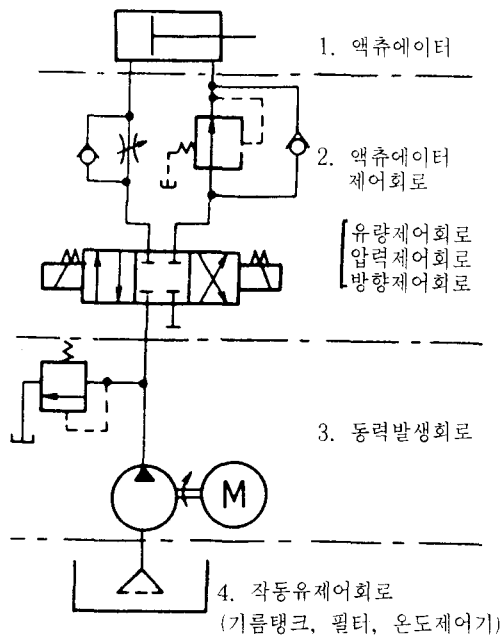 1. 액츄에이터
2. 액츄에이터
제어회로
유량제어회로
압력제어회로
방향제어회로
3. 동력발생회로
M
4. 작동유제어회로
(기름탱크, 필터, 온도제어기)